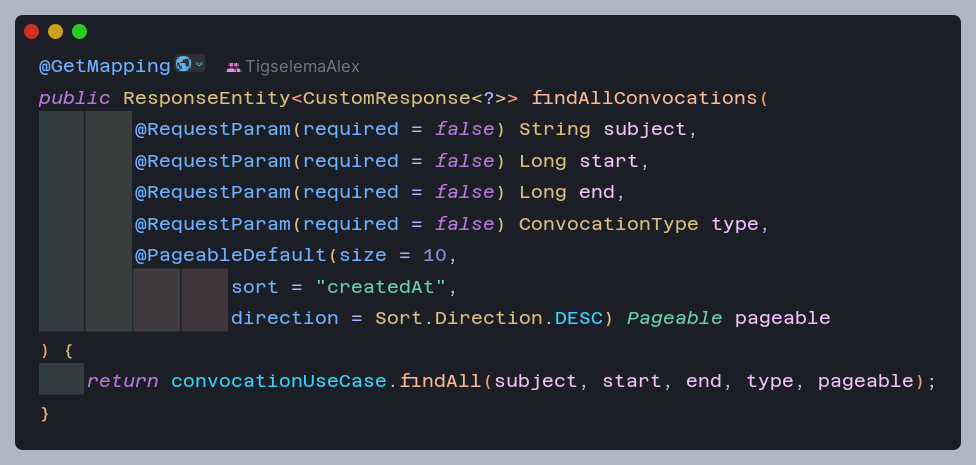 @GetMapping TigselemaAlex
public ResponseEntity<CustomResponse<?>> findAllConvocations(
@RequestParam(required = false) String subject,
@RequestParam(required = false) Long start,
@RequestParam(required = false) Long end,
@RequestParam(required = false) ConvocationType type,
@PageableDefault(size = 10,
sort = "createdAt",
direction = Sort.Direction.DESC) Pageable pageable
) {
return convocationUseCase.findAll(subject, start, end, type, pageable);
}